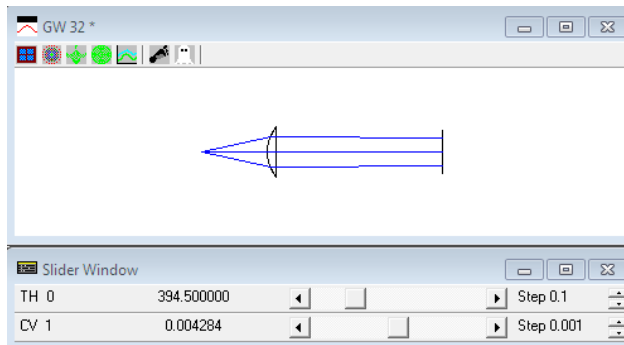 GW 32 *
Slider Window
TH 0 394.500000 Step 0.1
CV 1 0.004284 Step 0.001